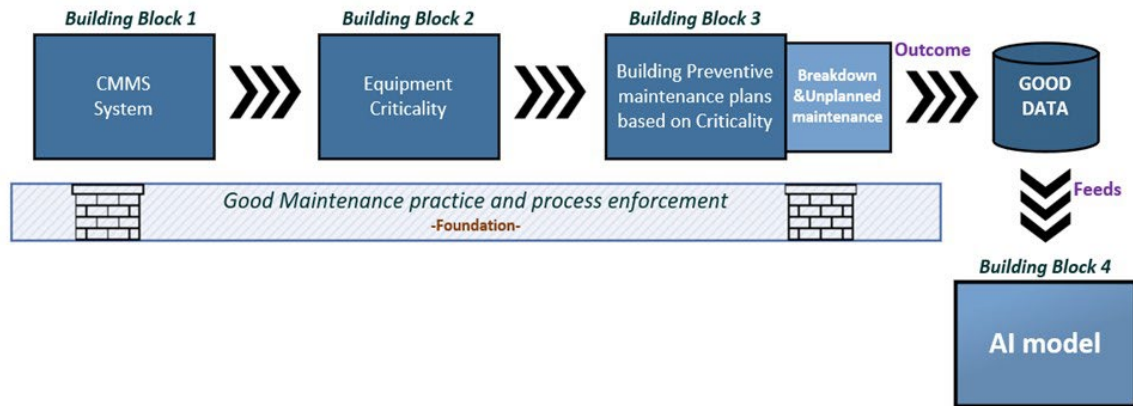 Building Block 1
Building Block 2
Building Block 3
CMMS
System
Equipment
Criticality
Building Preventive
maintenance plans
based on Criticality
Breakdown
&Unplanned
maintenance
Outcome
GOOD
DATA
Good Maintenance practice and process enforcement
-Foundation-
Feeds
Building Block 4
AI model